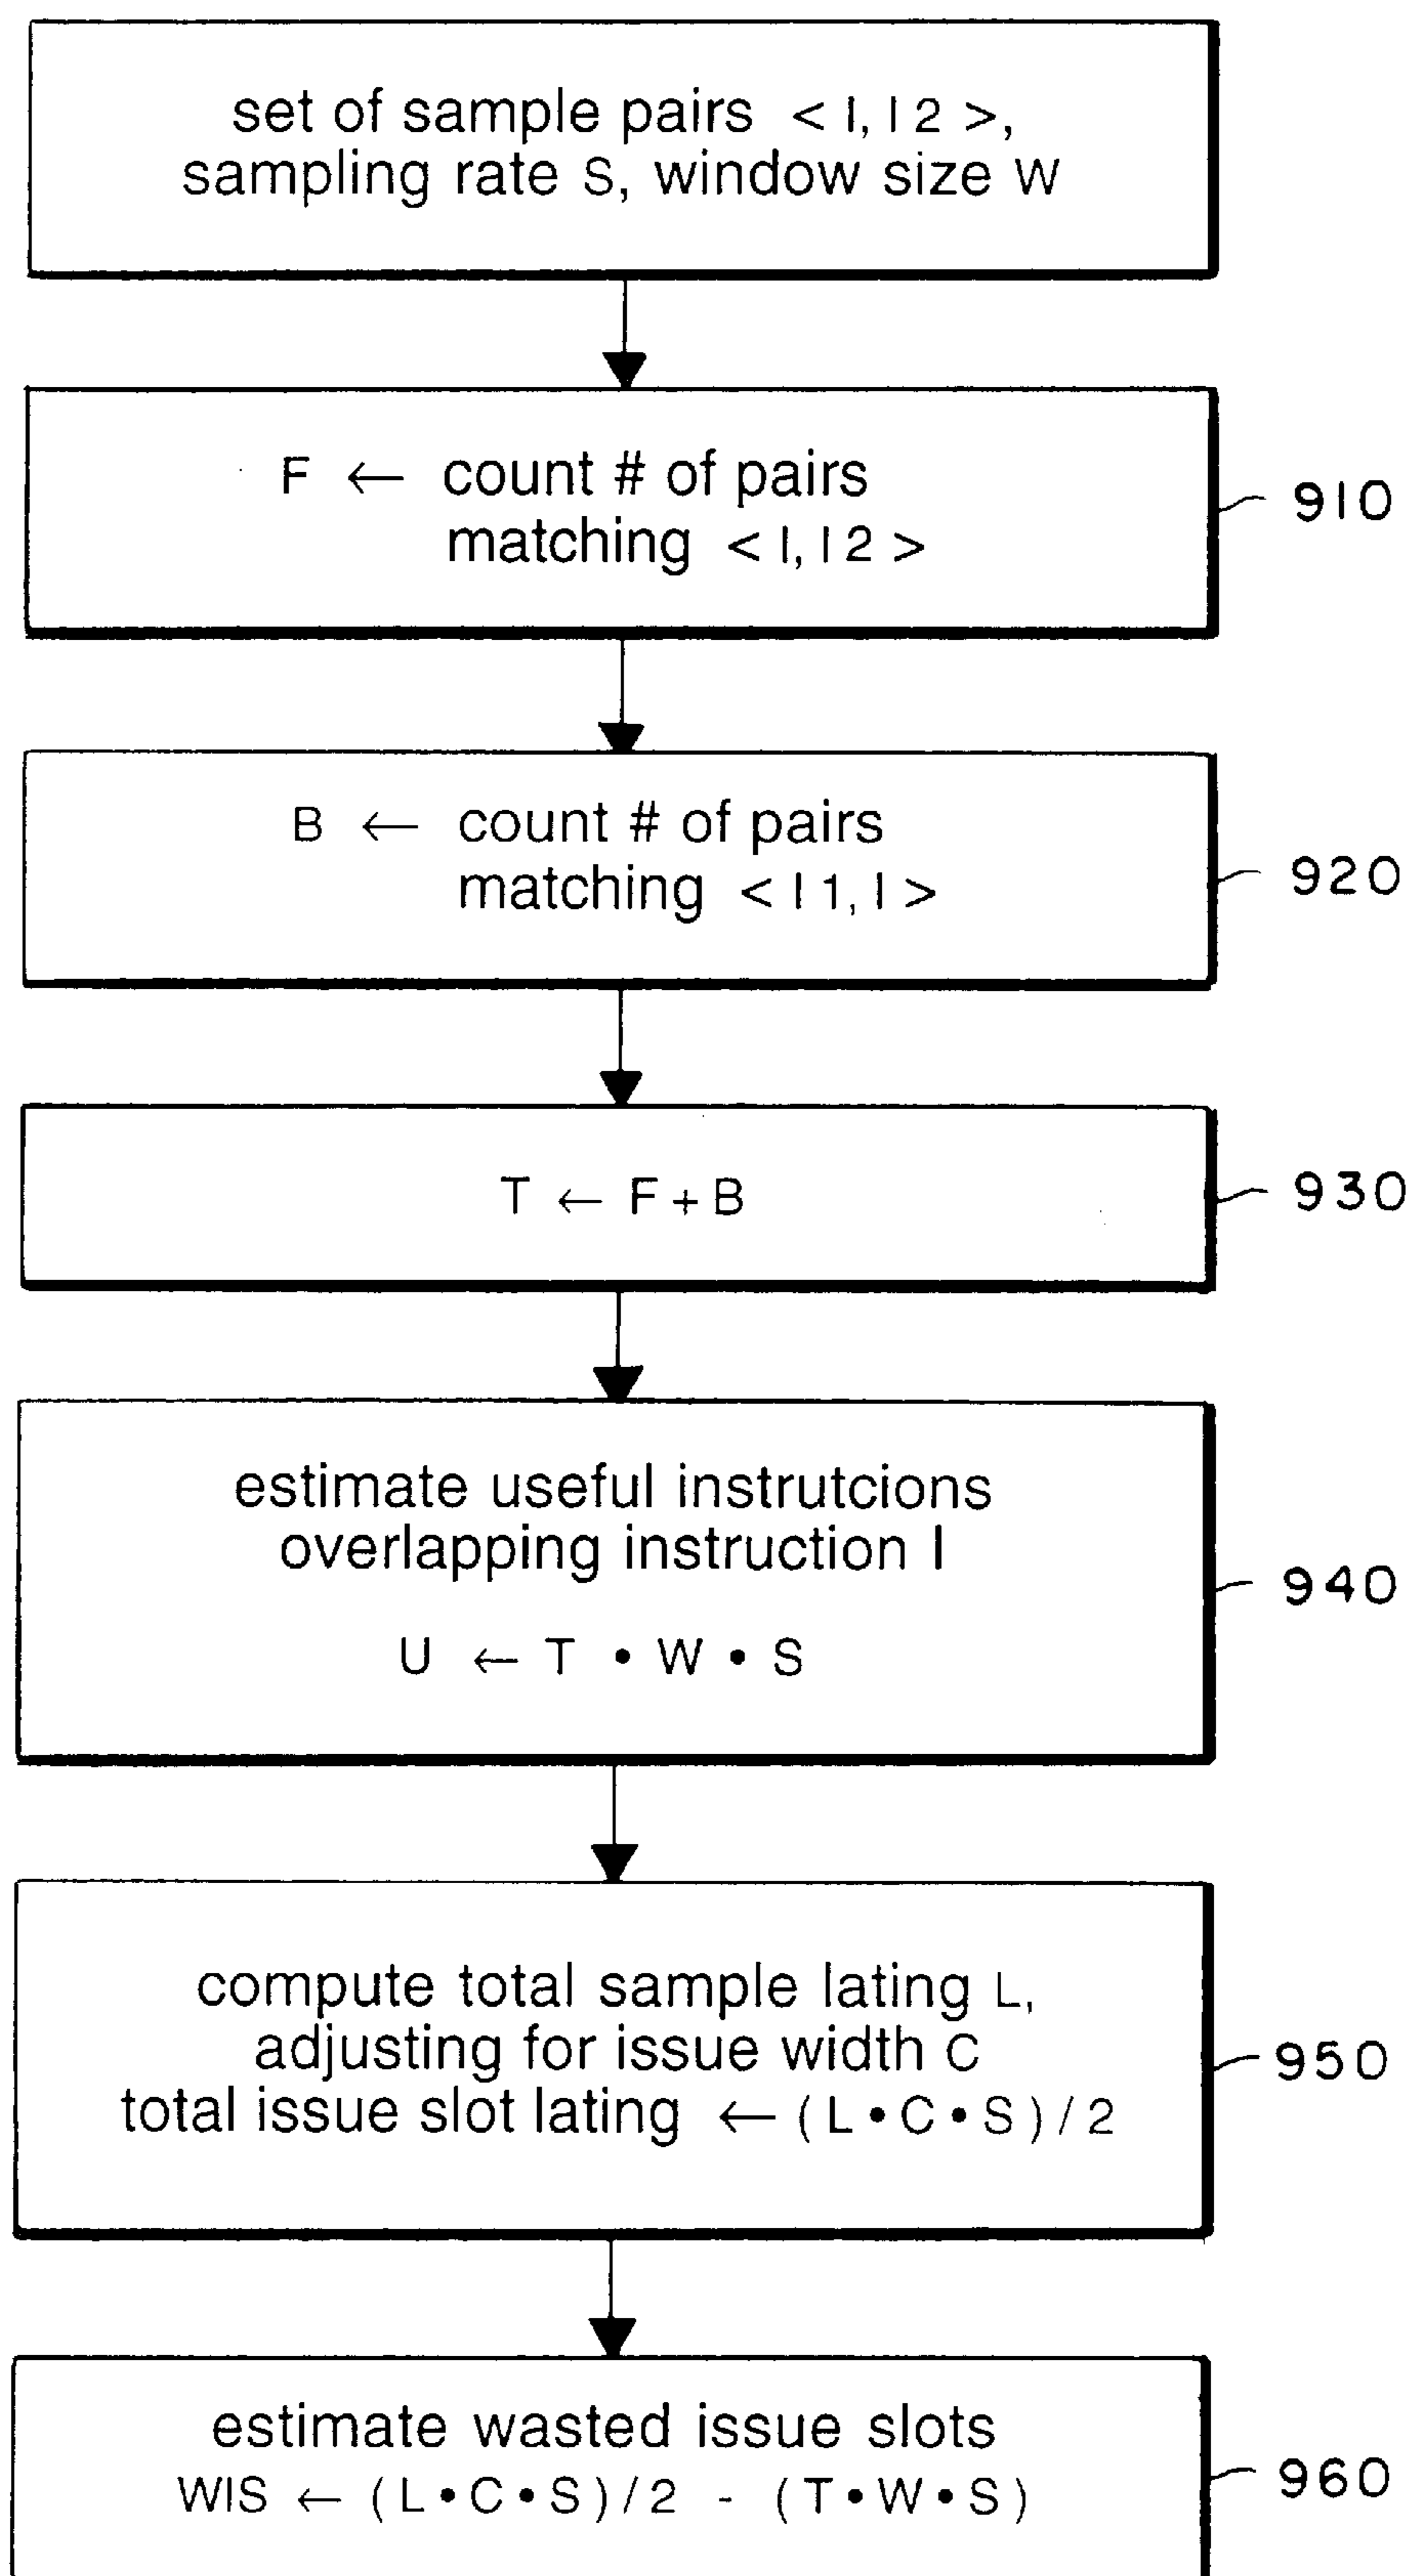 set of sample pairs < I, I 2 >,
sampling rate S, window size W
F ← count # of pairs
matching < I, I 2 >
910
B ← count # of pairs
matching < I 1, I >
920
T ← F + B
930
estimate useful instrutcions
overlapping instruction I
U ← T • W • S
940
compute total sample lating L,
adjusting for issue width C
total issue slot lating ← ( L • C • S ) / 2
950
estimate wasted issue slots
WIS ← ( L • C • S ) / 2 - ( T • W • S )
960